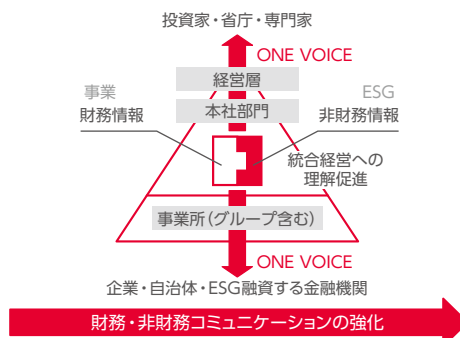 投資家・省庁・専門家
ONE VOICE
経営層
事業
ESG
財務情報
本社部門
非財務情報
統合経営への
理解促進
事業所(グループ含む)
ONE VOICE
企業・自治体・ESG融資する金融機関
財務・非財務コミュニケーションの強化